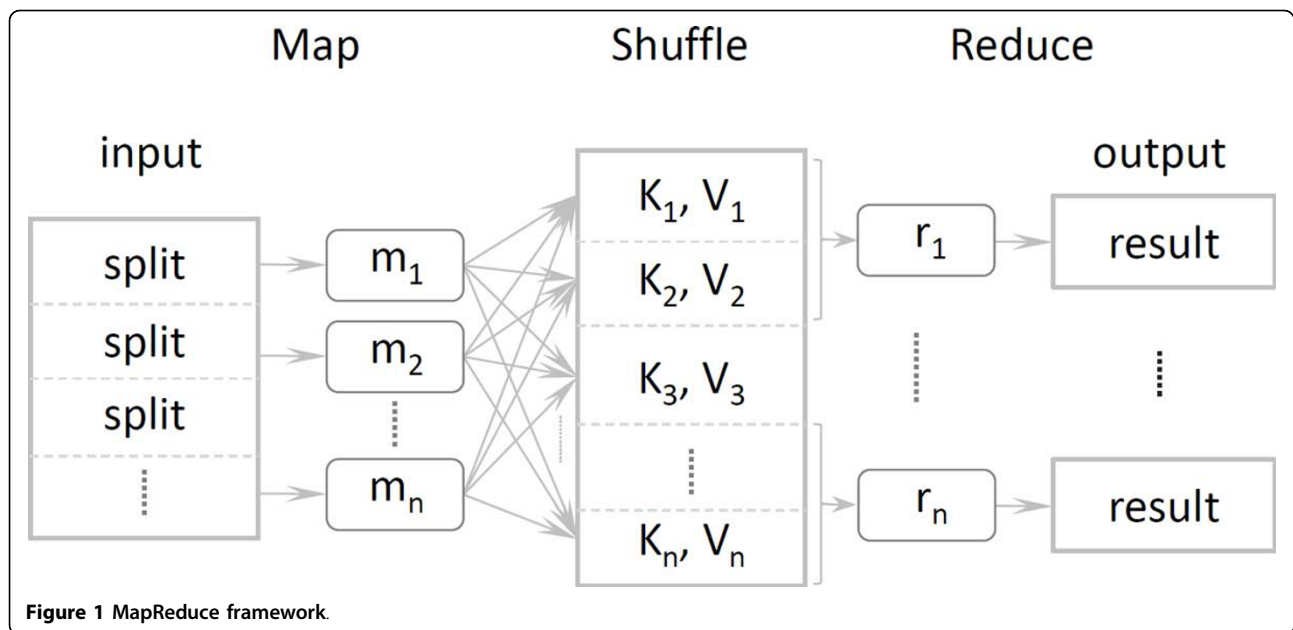 Map Shuffle Reduce
input
output
split
split
split
m1
m2
mn
K1, V1
K2, V2
K3, V3
Kn, Vn
r1
rn
result
result
Figure 1 MapReduce framework.